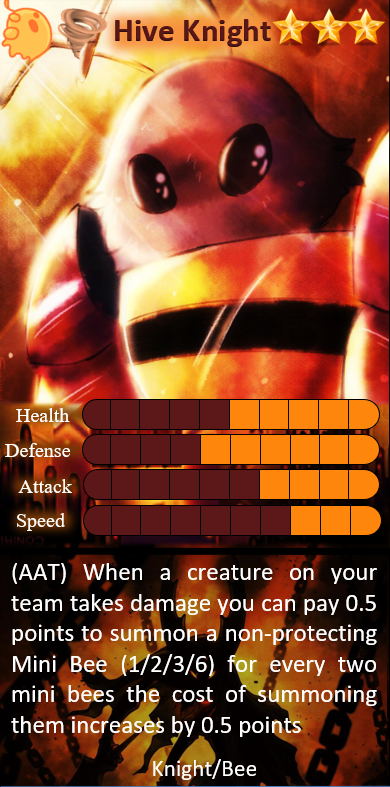 Hive Knight
Health
Defense
Attack
Speed
(AAT) When a creature on your
team takes damage you can pay 0.5
points to summon a non-protecting
Mini Bee (1/2/3/6) for every two
mini bees the cost of summoning
them increases by 0.5 points
Knight/Bee